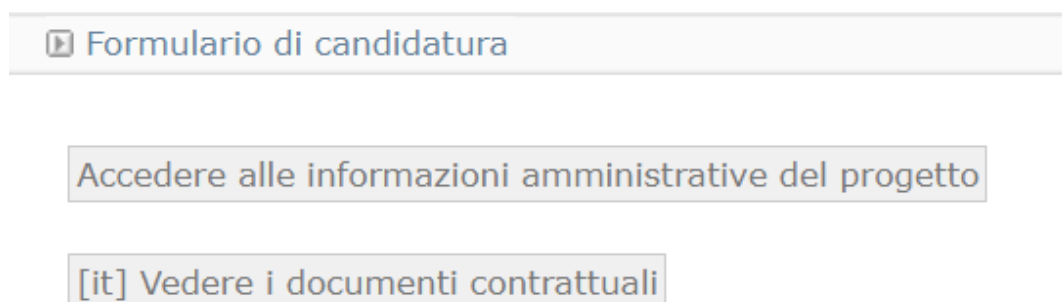 Formulario di candidatura
Accedere alle informazioni amministrative del progetto
[it] Vedere i documenti contrattuali